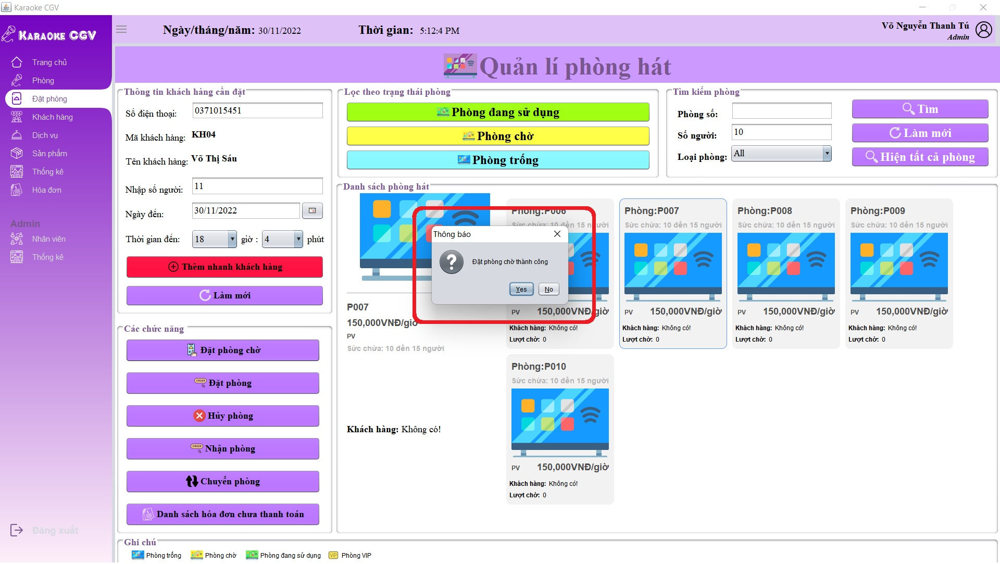 Karaoke CGV
KARAOKE CGV
Trang chủ
Phòng
Đặt phòng
Khách hàng
Dịch vụ
Sản phẩm
Thống kê
Hóa đơn
Admin
Nhân viên
Thống kê
Đăng xuất
Ngày/tháng/năm: 30/11/2022
Thời gian: 5:12:4 PM
Võ Nguyễn Thanh Tú
Admin
Quản lí phòng hát
Thông tin khách hàng cần đặt
Số điện thoại: 0371015451
Mã khách hàng: KH04
Tên khách hàng: Võ Thị Sáu
Nhập số người: 11
Ngày đến: 30/11/2022
Thời gian đến: 18 giờ : 4 phút
Thêm nhanh khách hàng
Làm mới
Các chức năng
Đặt phòng chờ
ORDER Đặt phòng
Hủy phòng
ORDER Nhận phòng
Chuyển phòng
Danh sách hóa đơn chưa thanh toán
Lọc theo trạng thái phòng
Phòng đang sử dụng
Phòng chờ
Phòng trống
Tìm kiếm phòng
Phòng số:
Số người: 10
Loại phòng: All
Tìm
Làm mới
Hiện tất cả phòng
Danh sách phòng hát
P007
150,000VNĐ/giờ
PV
Sức chứa: 10 đến 15 người
Khách hàng: Không có!
Phòng:P006
Sức chứa: 10 đến 15 người
PV 150,000VNĐ/giờ
Khách hàng: Không có!
Lượt chờ: 0
Phòng:P007
Sức chứa: 10 đến 15 người
PV 150,000VNĐ/giờ
Khách hàng: Không có!
Lượt chờ: 0
Phòng:P008
Sức chứa: 10 đến 15 người
PV 150,000VNĐ/giờ
Khách hàng: Không có!
Lượt chờ: 0
Phòng:P009
Sức chứa: 10 đến 15 người
PV 150,000VNĐ/giờ
Khách hàng: Không có!
Lượt chờ: 0
Phòng:P010
Sức chứa: 10 đến 15 người
PV 150,000VNĐ/giờ
Khách hàng: Không có!
Lượt chờ: 0
Thông báo
Đặt phòng chờ thành công
Yes No
Ghi chú
Phòng trống Phòng chờ Phòng đang sử dụng VIP Phòng VIP